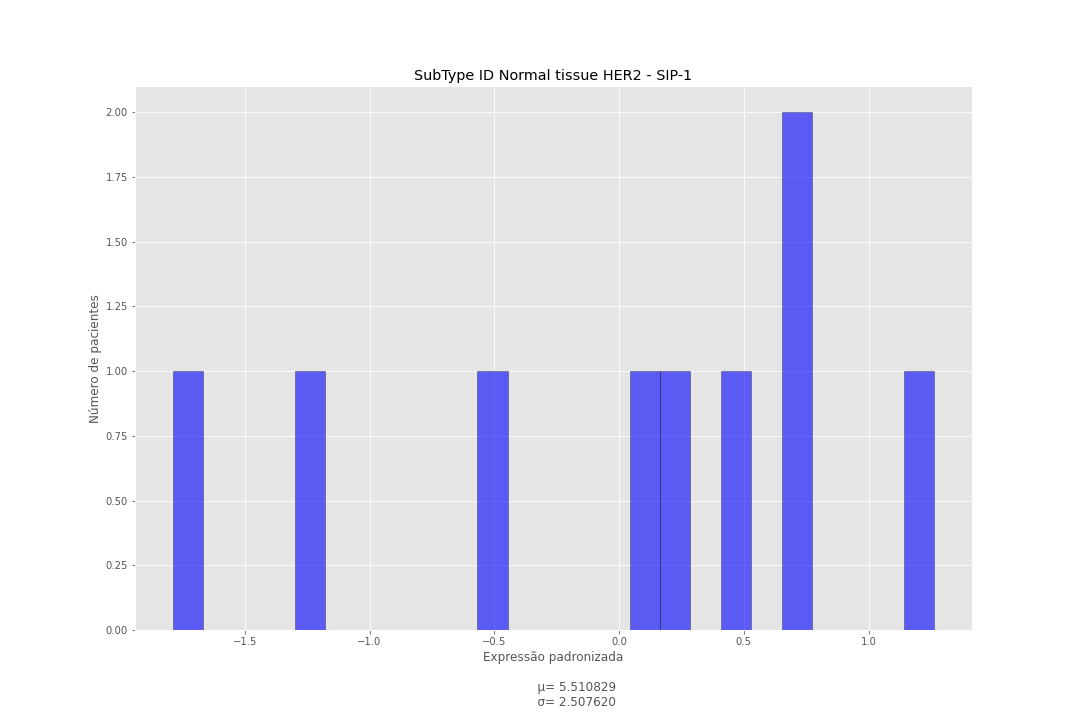 SubType ID Normal tissue HER2 - SIP-1
Número de pacientes
2.00
1.75
1.50
1.25
1.00
0.75
0.50
0.25
0.00
−1.5 −1.0 −0.5 0.0 0.5 1.0
Expressão padronizada
μ= 5.510829
σ= 2.507620